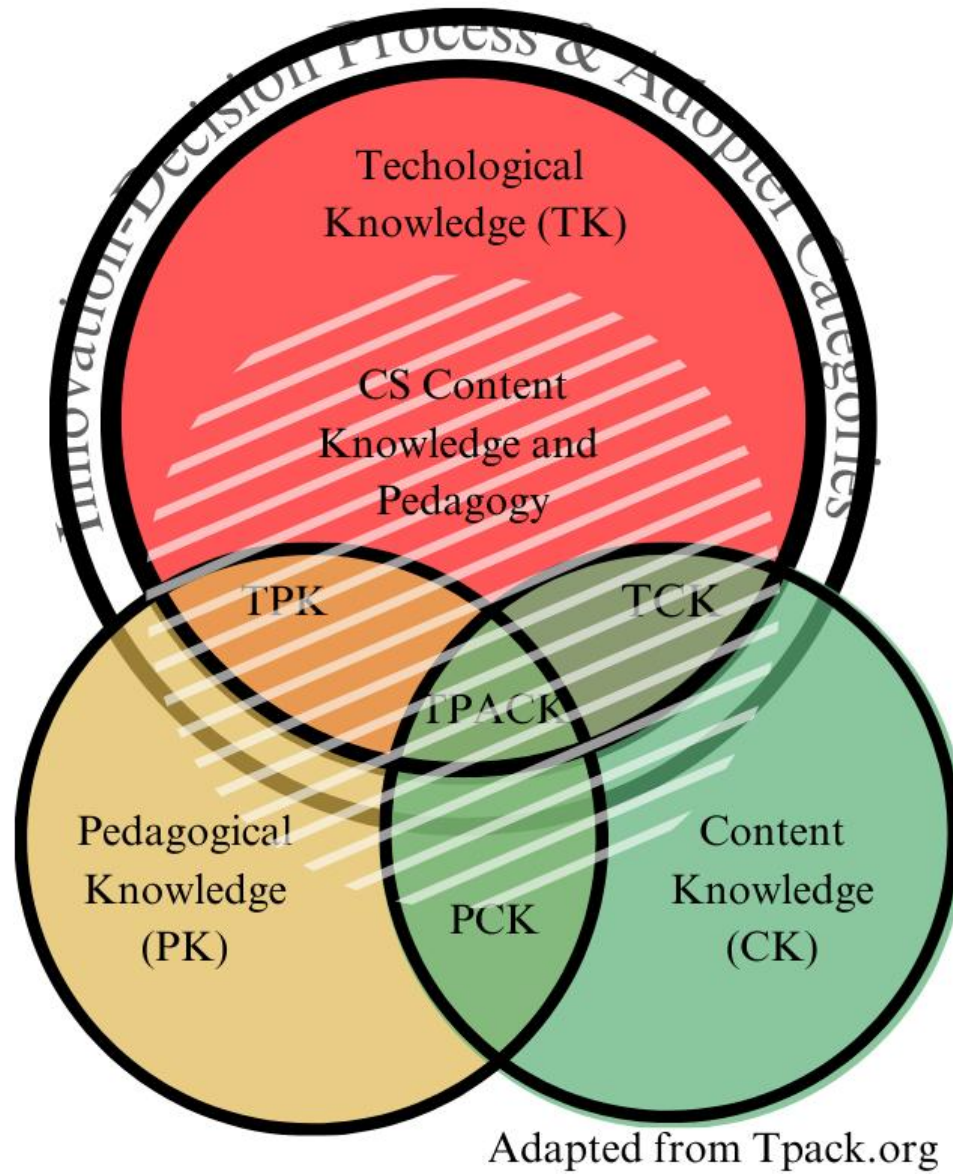 Innovation-Decision Process & Adopter Categories
Techological
Knowledge (TK)
CS Content
Knowledge and
Pedagogy
TPK
TCK
TPACK
Pedagogical
Knowledge
(PK)
Content
Knowledge
(CK)
PCK
Adapted from Tpack.org